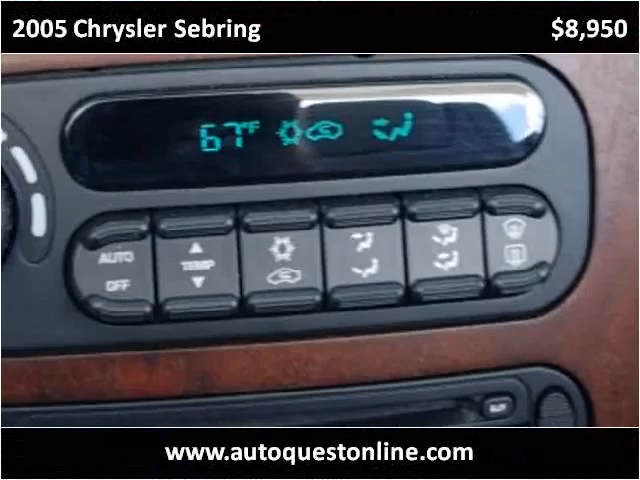 2005 Chrysler Sebring $8,950
67°F
AUTO TEMP
OFF
www.autoquestonline.com